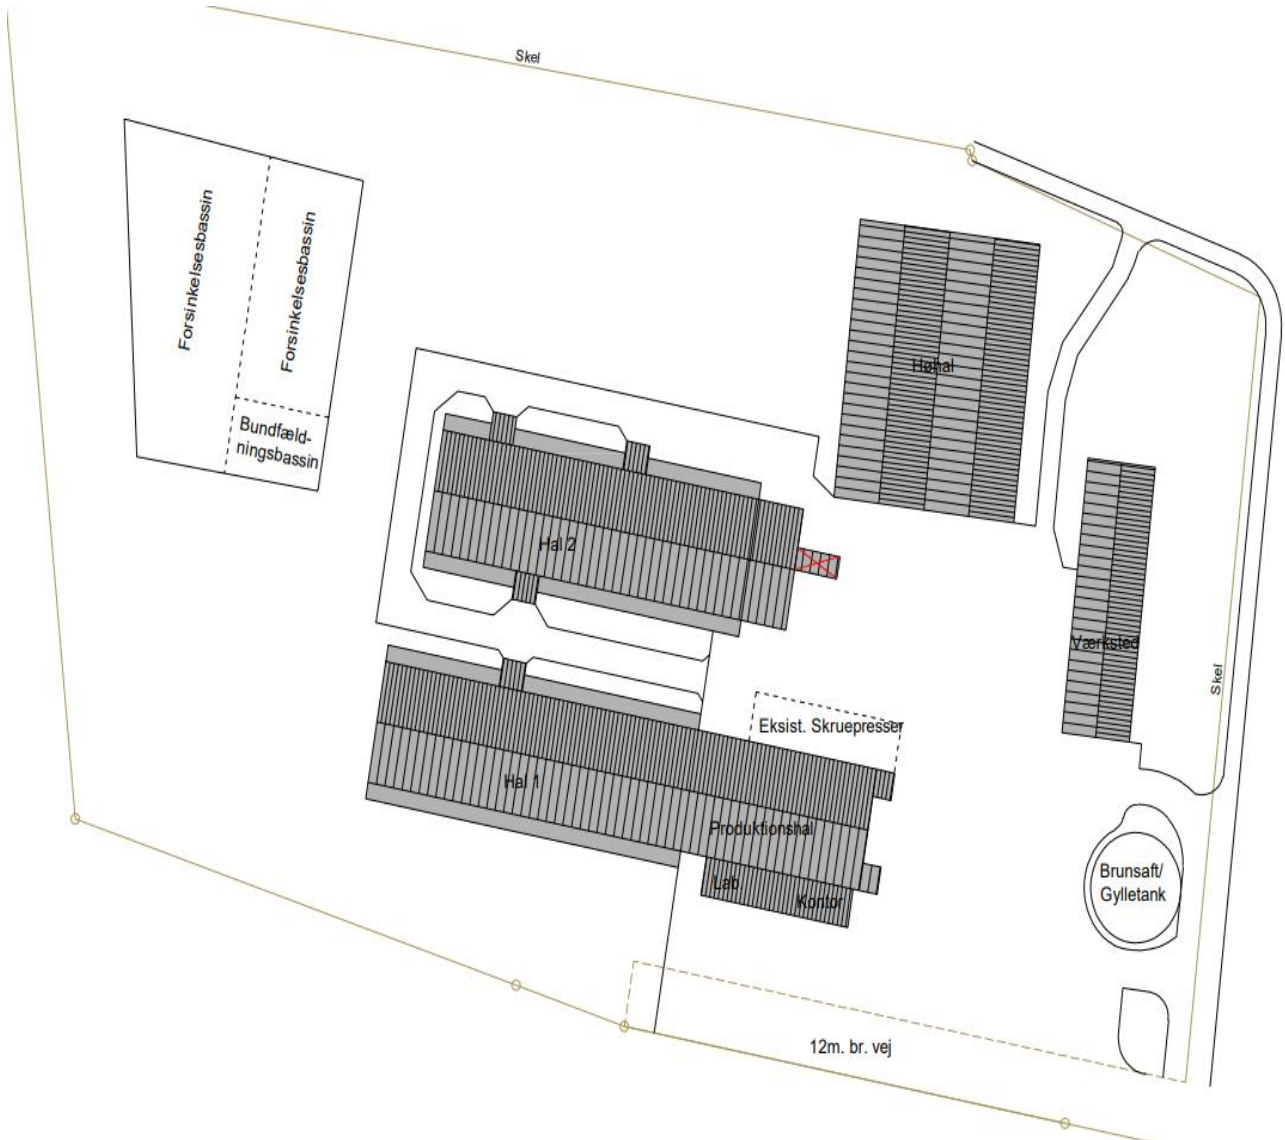 Skel
Forsinkelsesbassin
Forsinkelsesbassin
Bundfæld-
ningsbassin
Høhal
Hal 2
Værksted
Skel
Eksist. Skruepresser
Hal 1
Produktionshal
Lab.
Kontor
Brunsaft/
Gylletank
12m. br. vej